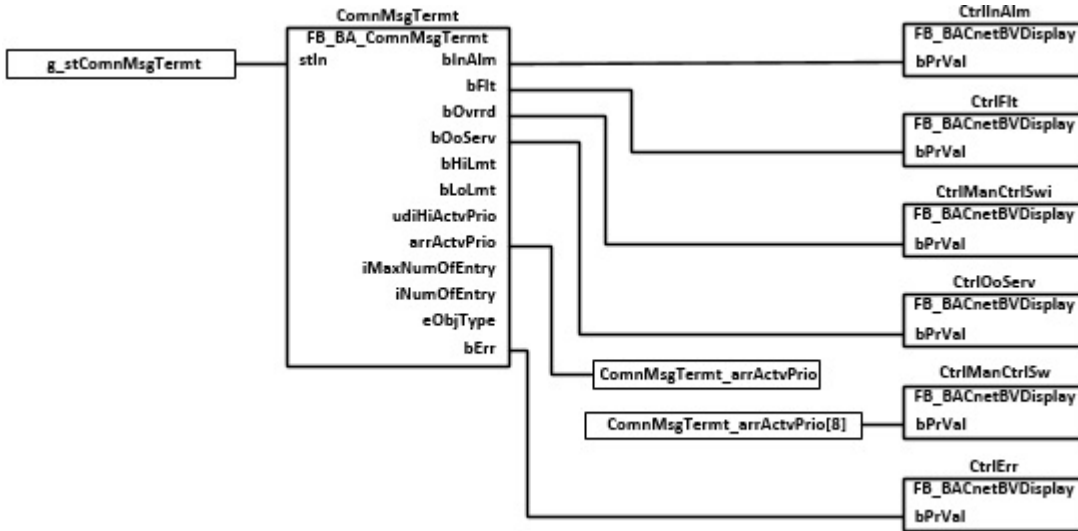 ComnMsgTermt
FB_BA_ComnMsgTermt
g_stComnMsgTermt
stIn
bInAlm
bFlt
bOvrrd
bOoServ
bHiLmt
bLoLmt
udiHiActvPrio
arrActvPrio
iMaxNumOfEntry
iNumOfEntry
eObjType
bErr
ComnMsgTermt_arrActvPrio
ComnMsgTermt_arrActvPrio[8]
CtrlInAlm
FB_BACnetBVDisplay
bPrVal
CtrlFlt
FB_BACnetBVDisplay
bPrVal
CtrlManCtrlSwi
FB_BACnetBVDisplay
bPrVal
CtrlOoServ
FB_BACnetBVDisplay
bPrVal
CtrlManCtrlSw
FB_BACnetBVDisplay
bPrVal
CtrlErr
FB_BACnetBVDisplay
bPrVal